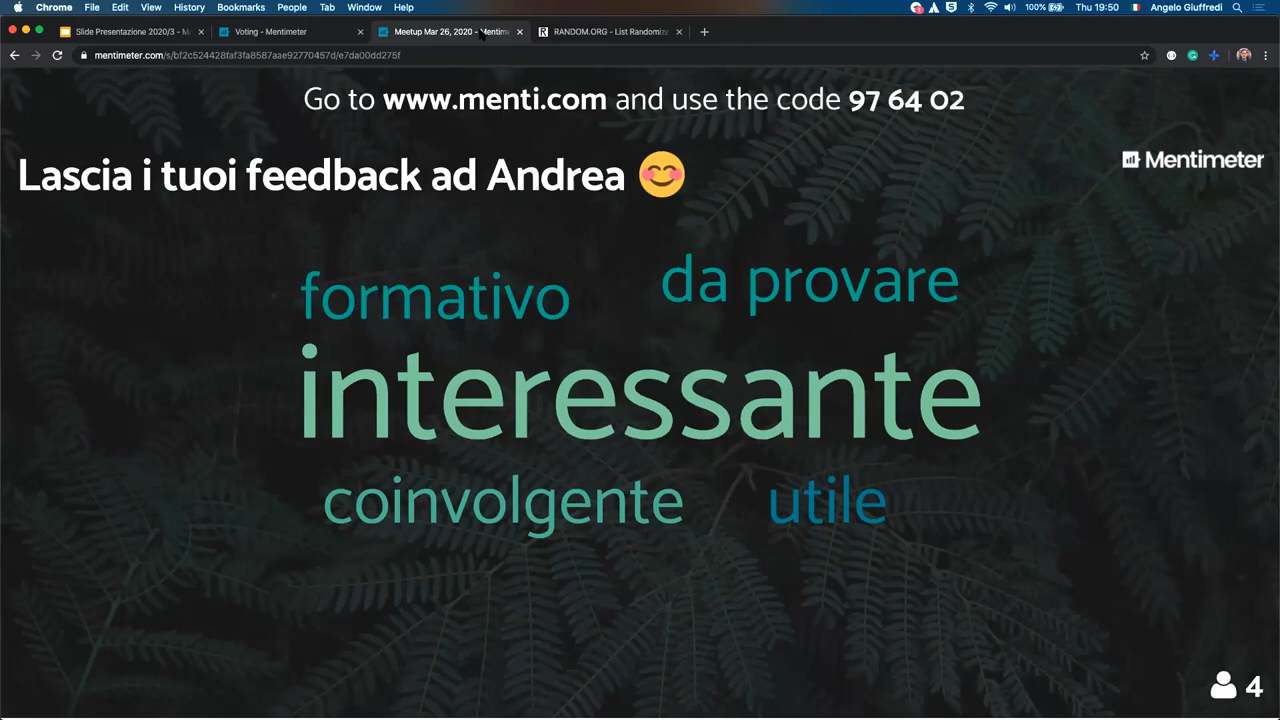 Chrome File Edit View History Bookmarks People Tab Window Help 100% Thu 19:50 Angelo Giuffredi
Slide Presentazione 2020/3 - M Voting - Mentimeter Meetup Mar 26, 2020 - Mentim RANDOM.ORG - List Randomize
mentimeter.com/s/bf2c524428faf3fa8587aae92770457d/e7da00dd275f
Go to www.menti.com and use the code 97 64 02
Lascia i tuoi feedback ad Andrea 😊
Mentimeter
formativo da provare
interessante
coinvolgente utile
4